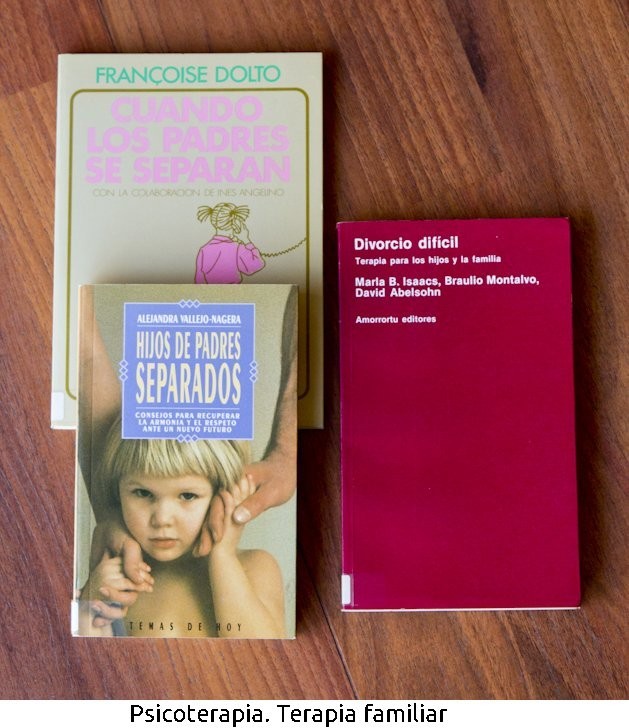 FRANÇOISE DOLTO
CUANDO
LOS PADRES
SE SEPARAN
CON LA COLABORACION DE INES ANGELINO
ALEJANDRA VALLEJO-NAGERA
HIJOS DE PADRES
SEPARADOS
CONSEJOS PARA RECUPERAR
LA ARMONIA Y EL RESPETO
ANTE UN NUEVO FUTURO
TEMAS DE HOY
Divorcio difícil
Terapia para los hijos y la familia
Marla B. Isaacs, Braulio Montalvo,
David Abelsohn
Amorrortu editores
Psicoterapia. Terapia familiar